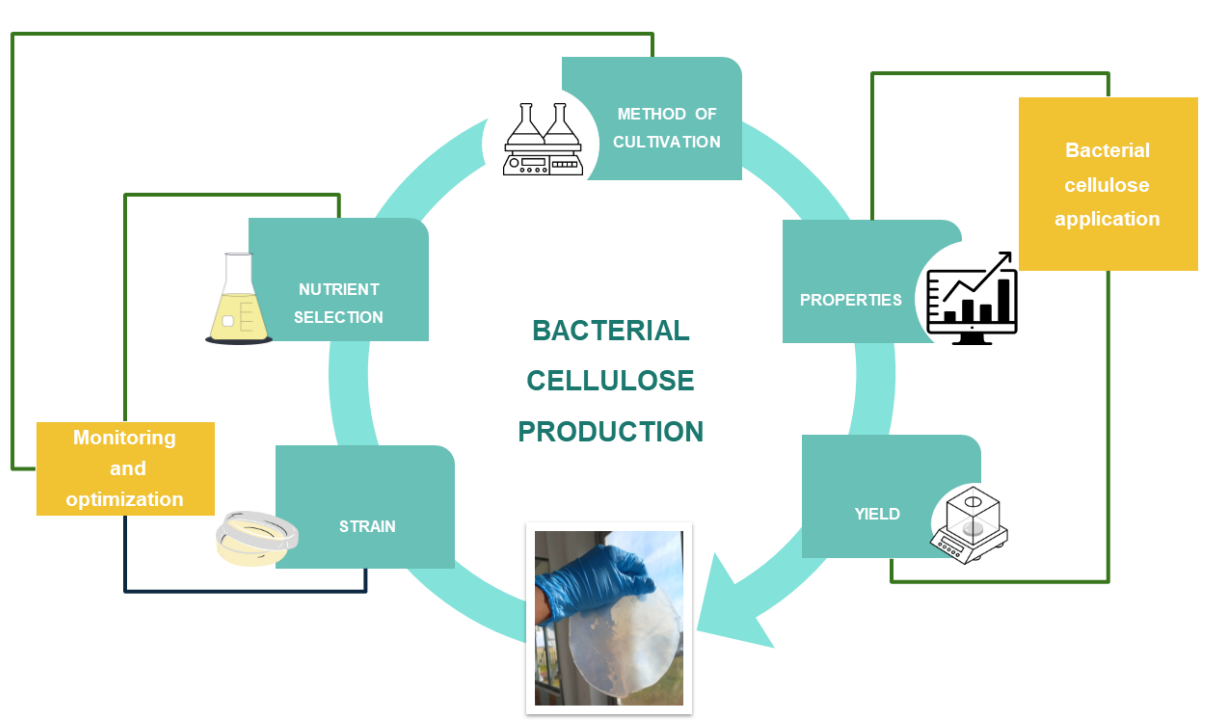 METHOD OF
CULTIVATION
Bacterial
cellulose
application
NUTRIENT
SELECTION
PROPERTIES
BACTERIAL
CELLULOSE
PRODUCTION
Monitoring
and
optimization
STRAIN
YIELD